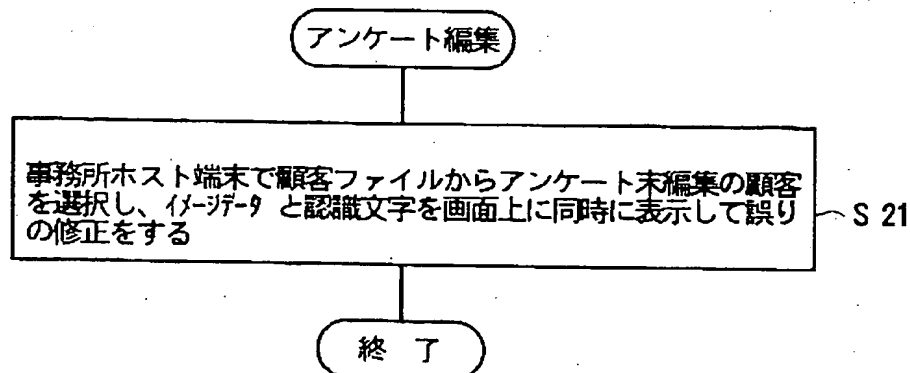 アンケート編集
事務所ホスト端末で顧客ファイルからアンケート末編集の顧客
を選択し、イメージデータ と認識文字を画面上に同時に表示して誤り
の修正をする
S 21
終 了